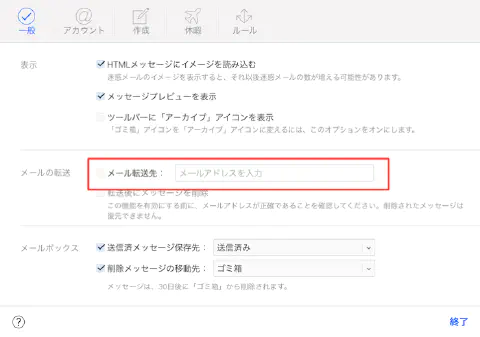 一般 アカウント 作成 休暇 ルール
表示
HTMLメッセージにイメージを読み込む
迷惑メールのイメージを表示すると、それ以後迷惑メールの数が増える可能性があります。
メッセージプレビューを表示
ツールバーに「アーカイブ」アイコンを表示
「ゴミ箱」アイコンを「アーカイブ」アイコンに変えるには、このオプションをオンにします。
メールの転送
メール転送先： メールアドレスを入力
転送後にメッセージを削除
この機能を有効にする前に、メールアドレスが正確であることを確認してください。削除されたメッセージは
復元できません。
メールボックス
送信済メッセージ保存先： 送信済み
削除メッセージの移動先： ゴミ箱
メッセージは、30日後に「ゴミ箱」から削除されます。
? 終了